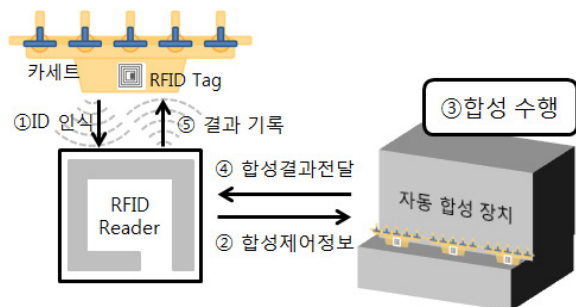 카세트
RFID Tag
①ID 인식
⑤ 결과 기록
③합성 수행
RFID
Reader
④ 합성결과전달
② 합성제어정보
자동 합성 장치